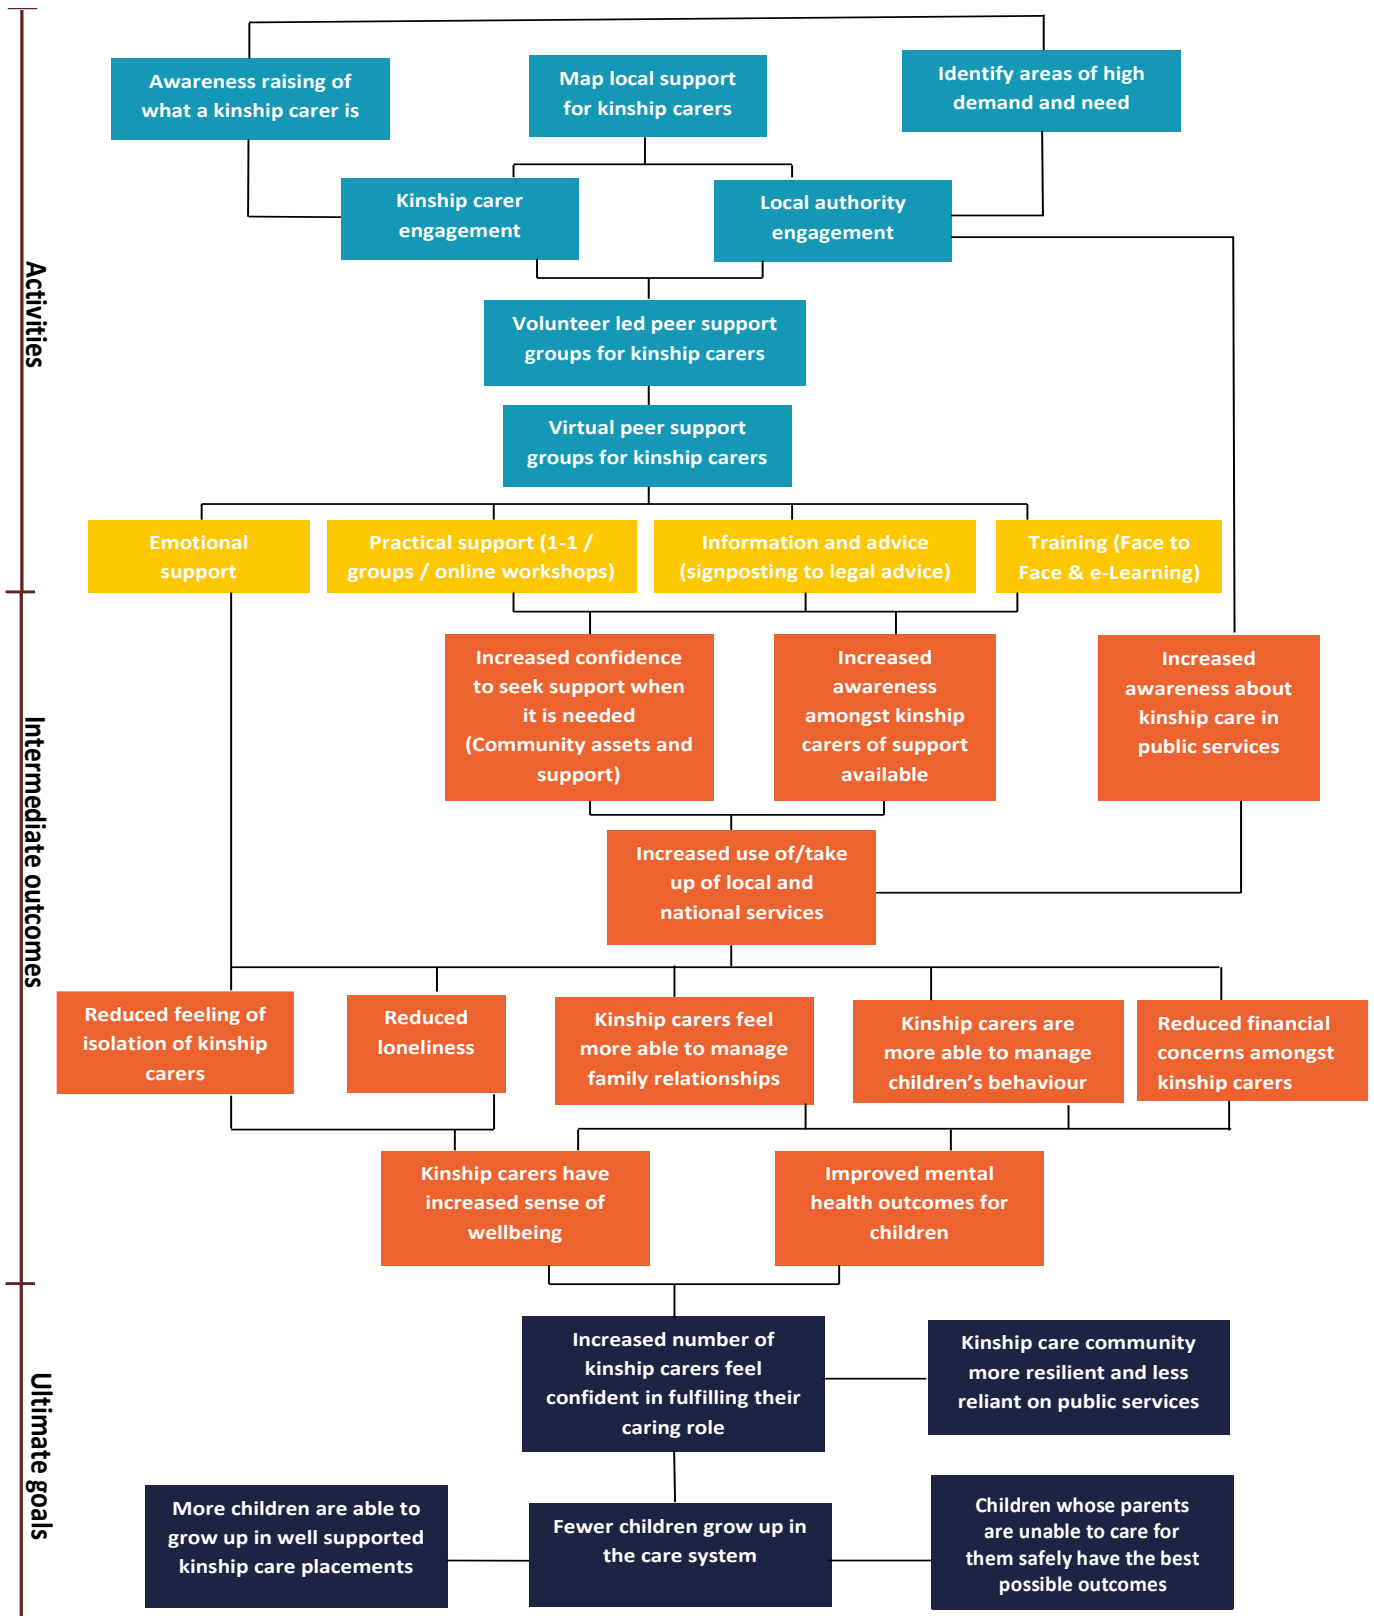 Activities
Awareness raising of
what a kinship carer is
Map local support
for kinship carers
Identify areas of high
demand and need
Kinship carer
engagement
Local authority
engagement
Volunteer led peer support
groups for kinship carers
Virtual peer support
groups for kinship carers
Emotional
support
Practical support (1-1 /
groups / online workshops)
Information and advice
(signposting to legal advice)
Training (Face to
Face & e-Learning)
Intermediate outcomes
Increased confidence
to seek support when
it is needed
(Community assets and
support)
Increased
awareness
amongst kinship
carers of support
available
Increased
awareness about
kinship care in
public services
Increased use of/take
up of local and
national services
Reduced feeling of
isolation of kinship
carers
Reduced
loneliness
Kinship carers feel
more able to manage
family relationships
Kinship carers are
more able to manage
children’s behaviour
Reduced financial
concerns amongst
kinship carers
Kinship carers have
increased sense of
wellbeing
Improved mental
health outcomes for
children
Ultimate goals
Increased number of
kinship carers feel
confident in fulfilling their
caring role
Kinship care community
more resilient and less
reliant on public services
More children are able to
grow up in well supported
kinship care placements
Fewer children grow up in
the care system
Children whose parents
are unable to care for
them safely have the best
possible outcomes